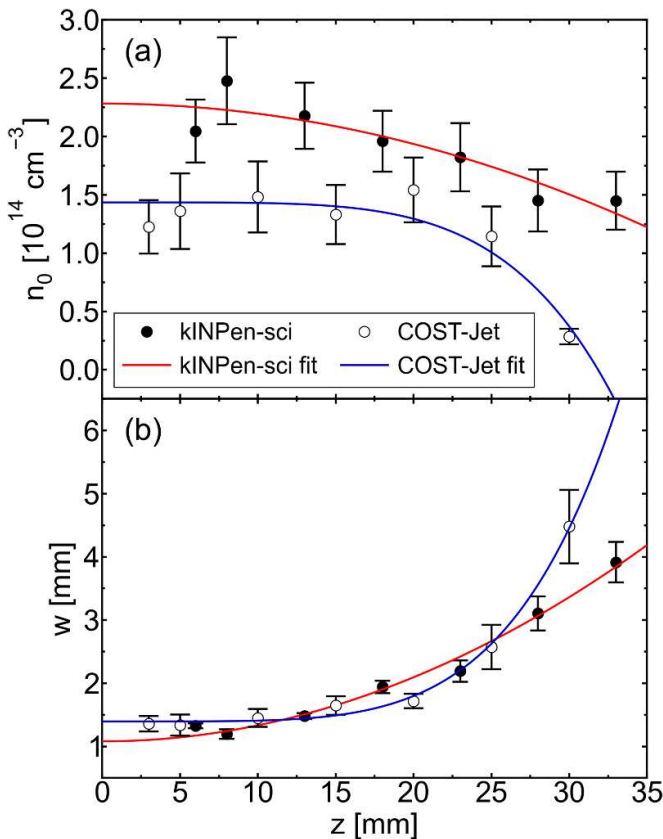 (a)
3.0
2.5
2.0
1.5
1.0
0.5
0.0
n₀ [10¹⁴ cm⁻³]
kINPen-sci COST-Jet
kINPen-sci fit COST-Jet fit
(b)
6
5
4
3
2
1
w [mm]
0 5 10 15 20 25 30 35
z [mm]